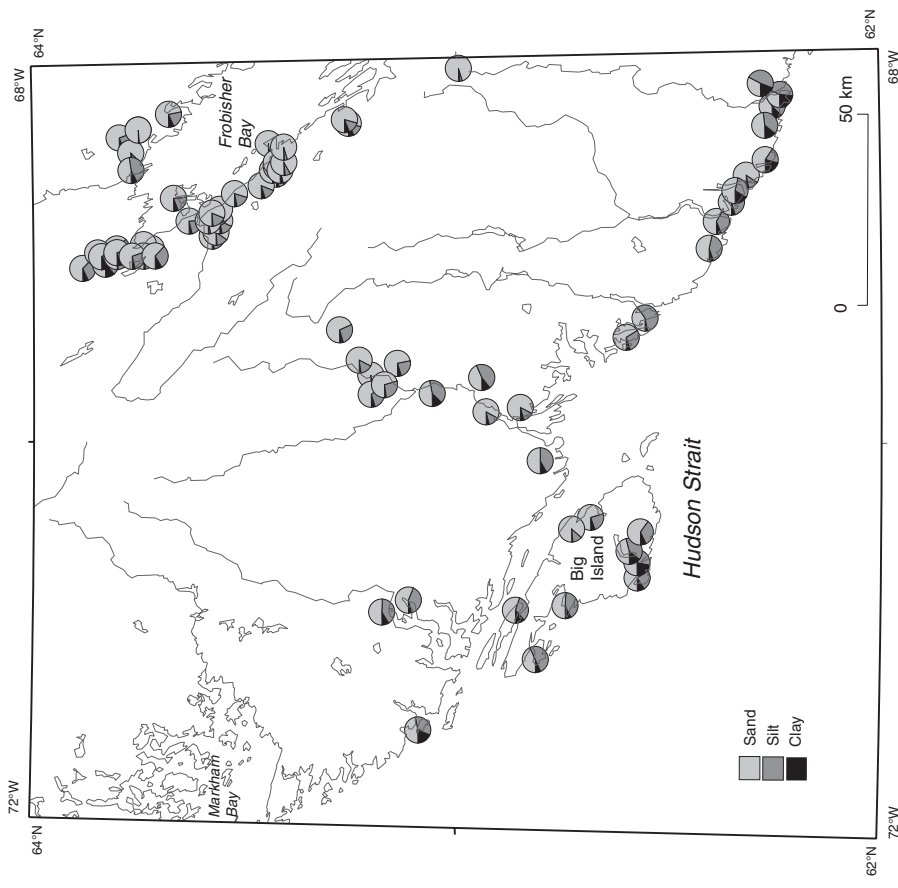 68°W
64°N
Frobisher
Bay
62°N
68°W
50 km
0
Hudson Strait
Big
Island
Markham
Bay
Sand
Silt
Clay
72°W
64°N
62°N
72°W